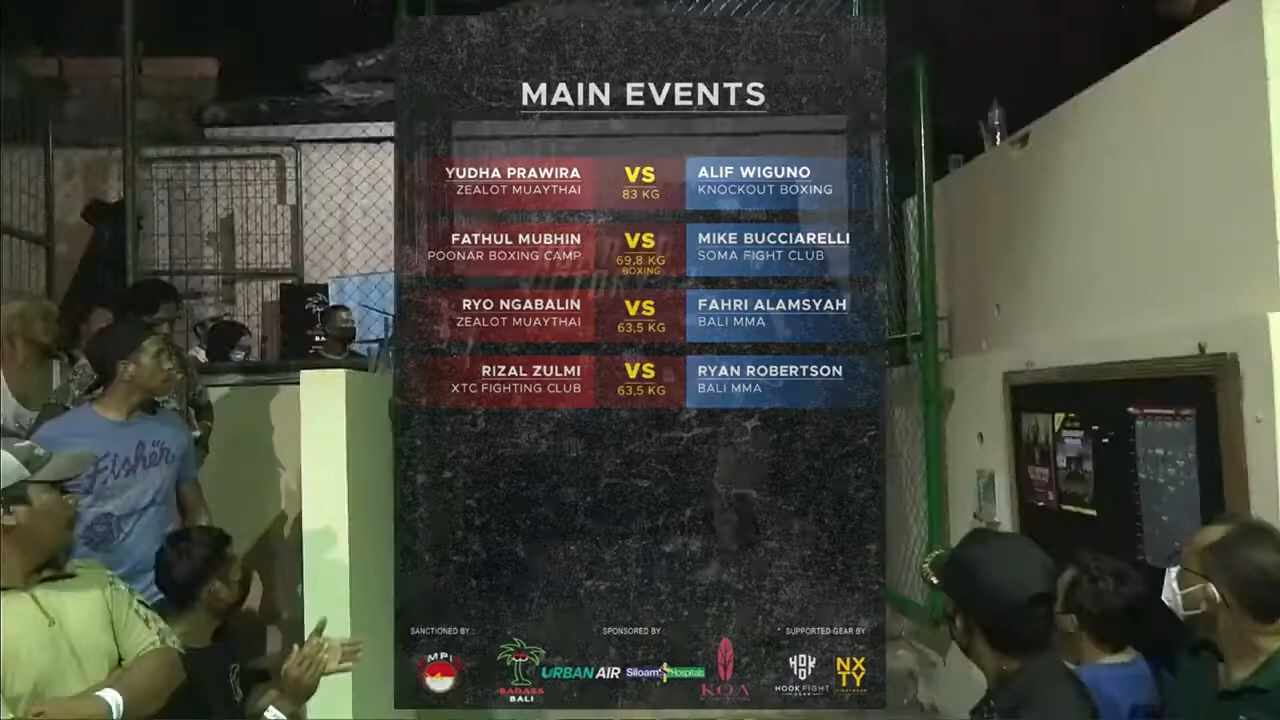 MAIN EVENTS
YUDHA PRAWIRA
ZEALOT MUAYTHAI
VS
83 KG
ALIF WIGUNO
KNOCKOUT BOXING
FATHUL MUBHIN
POONAR BOXING CAMP
VS
69,8 KG
BOXING
MIKE BUCCIARELLI
SOMA FIGHT CLUB
RYO NGABALIN
ZEALOT MUAYTHAI
VS
63,5 KG
FAHRI ALAMSYAH
BALI MMA
RIZAL ZULMI
XTC FIGHTING CLUB
VS
63,5 KG
RYAN ROBERTSON
BALI MMA
Fisher
SANCTIONED BY :
SPONSORED BY :
SUPPORTED GEAR BY
BADASS
BALI
URBAN AIR
Siloam Hospitals
KOA
HOOK FIGHT
GEAR
NX
TY